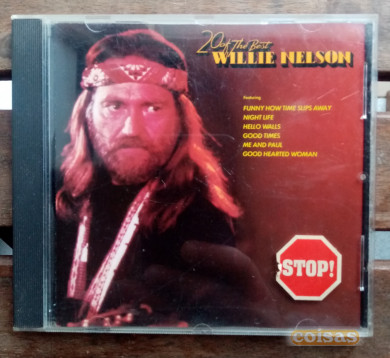 20 of The Best
WILLIE NELSON
Featuring
FUNNY HOW TIME SLIPS AWAY
NIGHT LIFE
HELLO WALLS
GOOD TIMES
ME AND PAUL
GOOD HEARTED WOMAN
STOP!
coisas